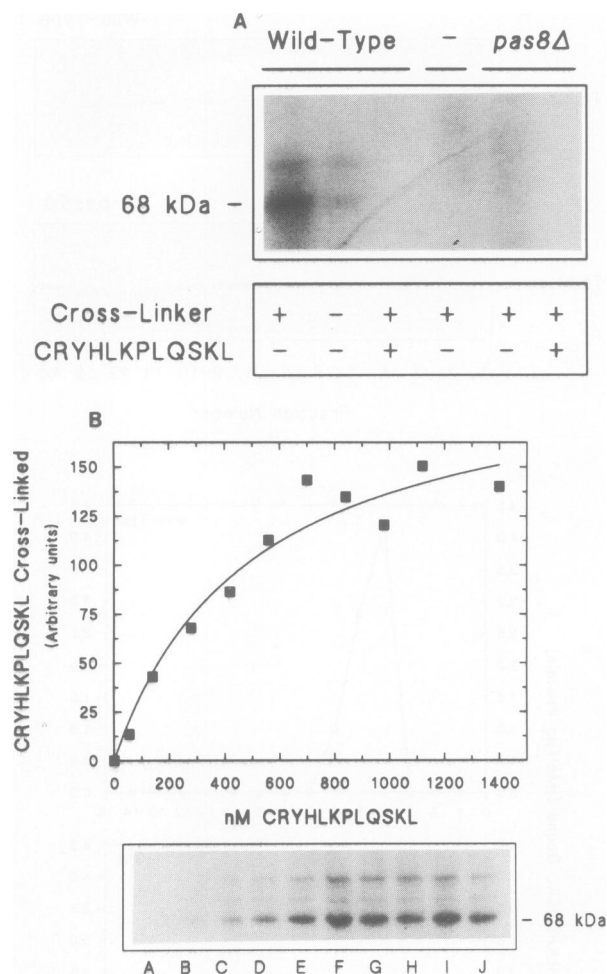 A
Wild-Type - pas8Δ
68 kDa -
Cross-Linker + - + + + +
CRYHLKPLQSKL - - + - - +
B
CRYHLKPLQSKL Cross-Linked
(Arbitrary units)
150
125
100
75
50
25
0
0 200 400 600 800 1000 1200 1400
nM CRYHLKPLQSKL
- 68 kDa
A B C D E F G H I J